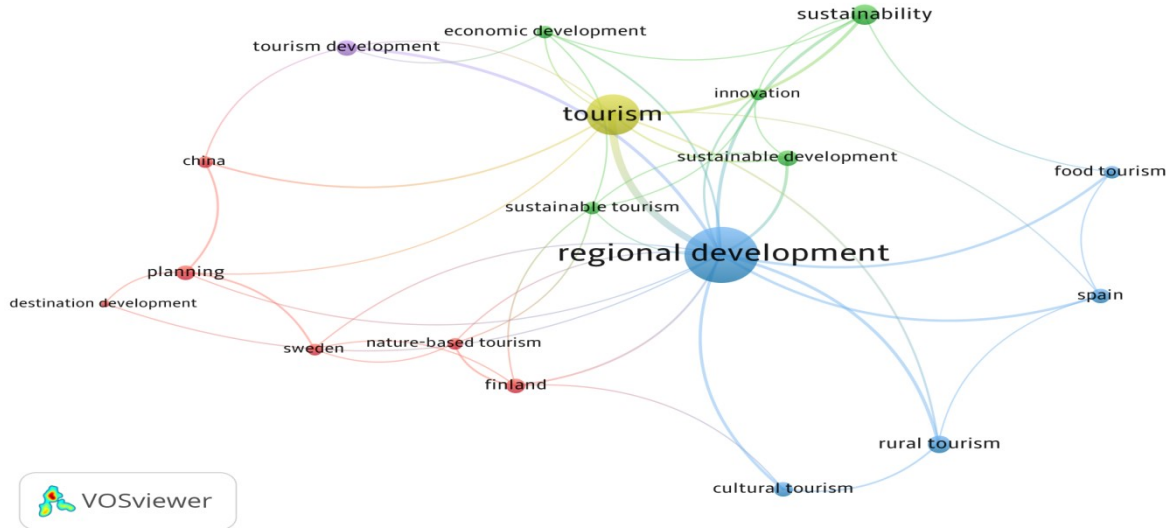 sustainability
economic development
tourism development
innovation
tourism
china
sustainable development
food tourism
sustainable tourism
regional development
planning
spain
destination development
nature-based tourism
sweden
finland
rural tourism
cultural tourism
VOSviewer